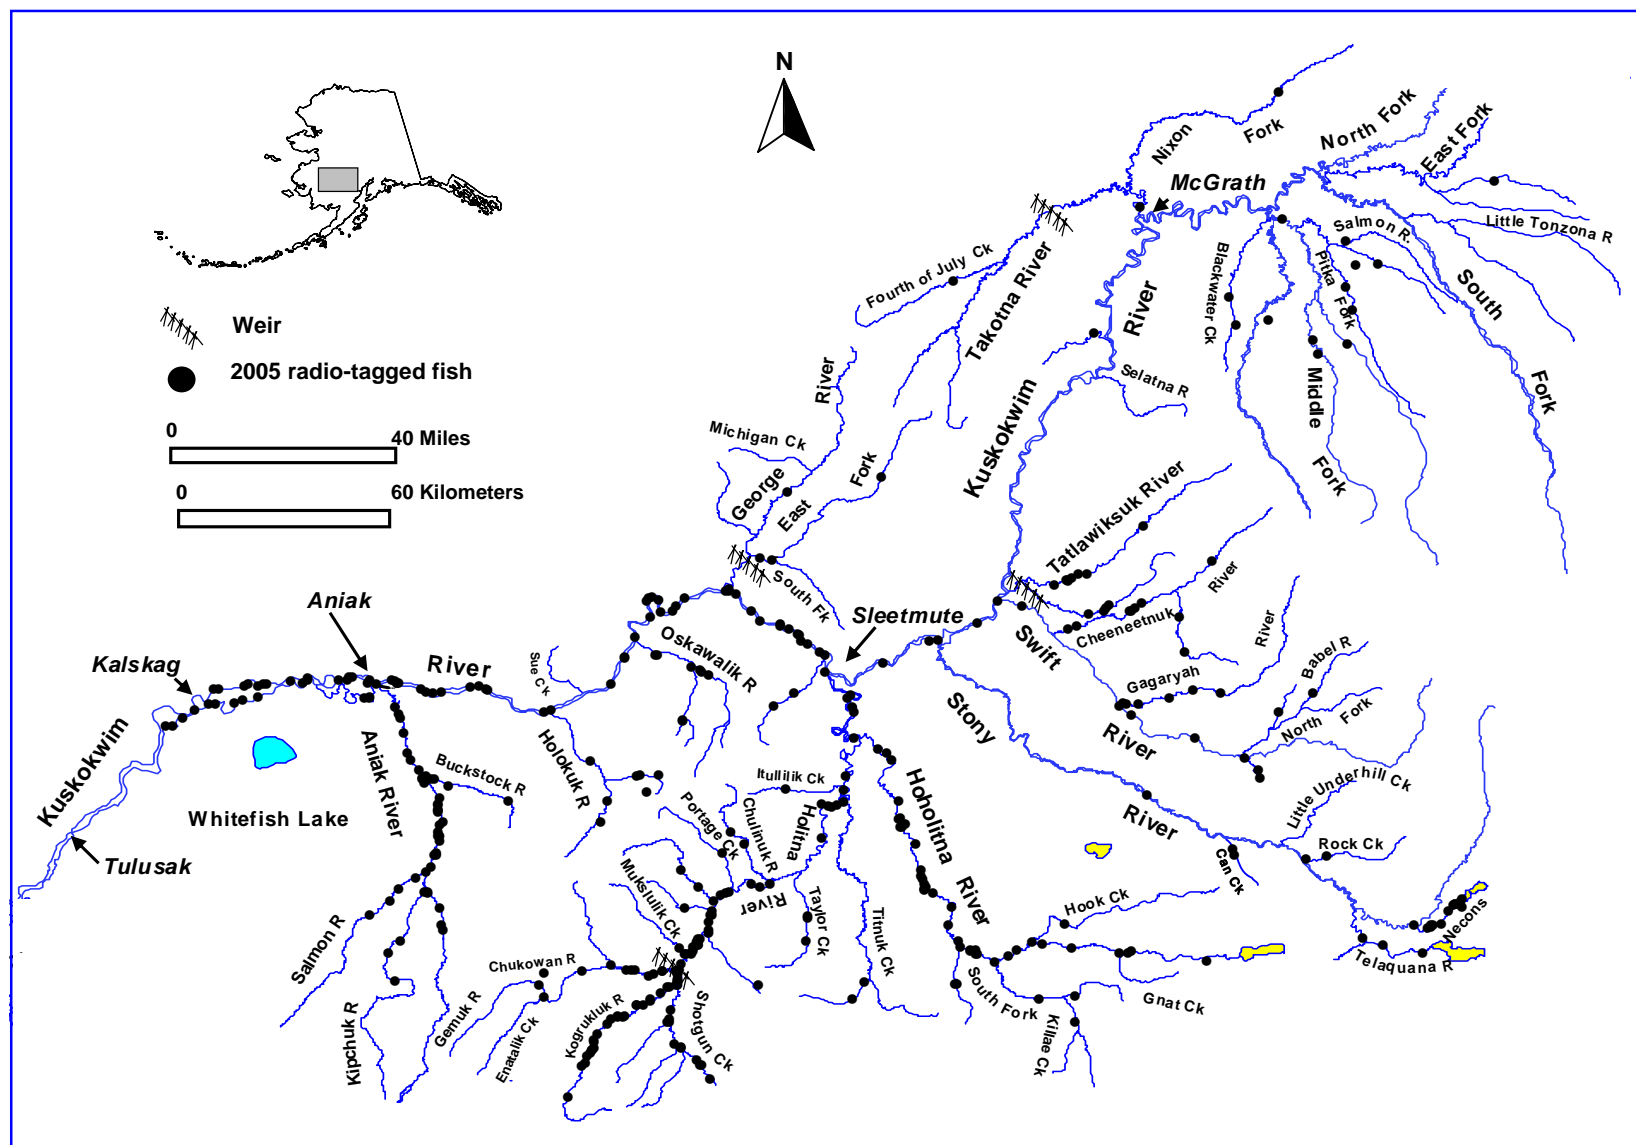 N
Nixon
Fork
North Fork
East Fork
McGrath
Salmon R.
Little Tonzona R
Fourth of July Ck
Takotna River
River
Blackwater Ck
Pitka
Fork
South
Fork
Weir
2005 radio-tagged fish
0
40 Miles
0
60 Kilometers
River
Michigan Ck
George
East
Fork
Kuskokwim
Selatna R
Middle
Fork
Tatlawiksuk River
South Fk
Aniak
Sleetmute
Kalskag
River
Sue Ck
Oskawalik R
Swift
Cheeneetnuk
River
Gagaryah
River
Babel R
North
Fork
River
Stony
River
Little Underhill Ck
Rock Ck
Can Ck
Kuskokwim
Aniak River
Buckstock R
Holokuk R
Whitefish Lake
Tulusak
Itullilik Ck
Portage Ck
Chulinuk R
Holitna
River
Hoholitna
River
Mukslulik Ck
Taylor Ck
Titnuk Ck
Hook Ck
Necons
Telaquana R
Salmon R
Chukowan R
Kipchuk R
Gemuk R
Enatalik Ck
Kogrukluk R
Shotgun Ck
South Fork
Gnat Ck
Killae Ck